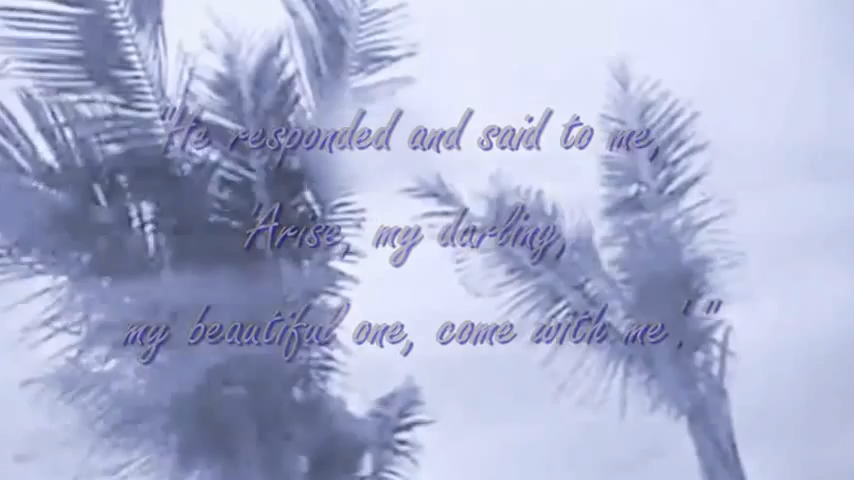 "He responded and said to me,
'Arise, my darling,
my beautiful one, come with me'."